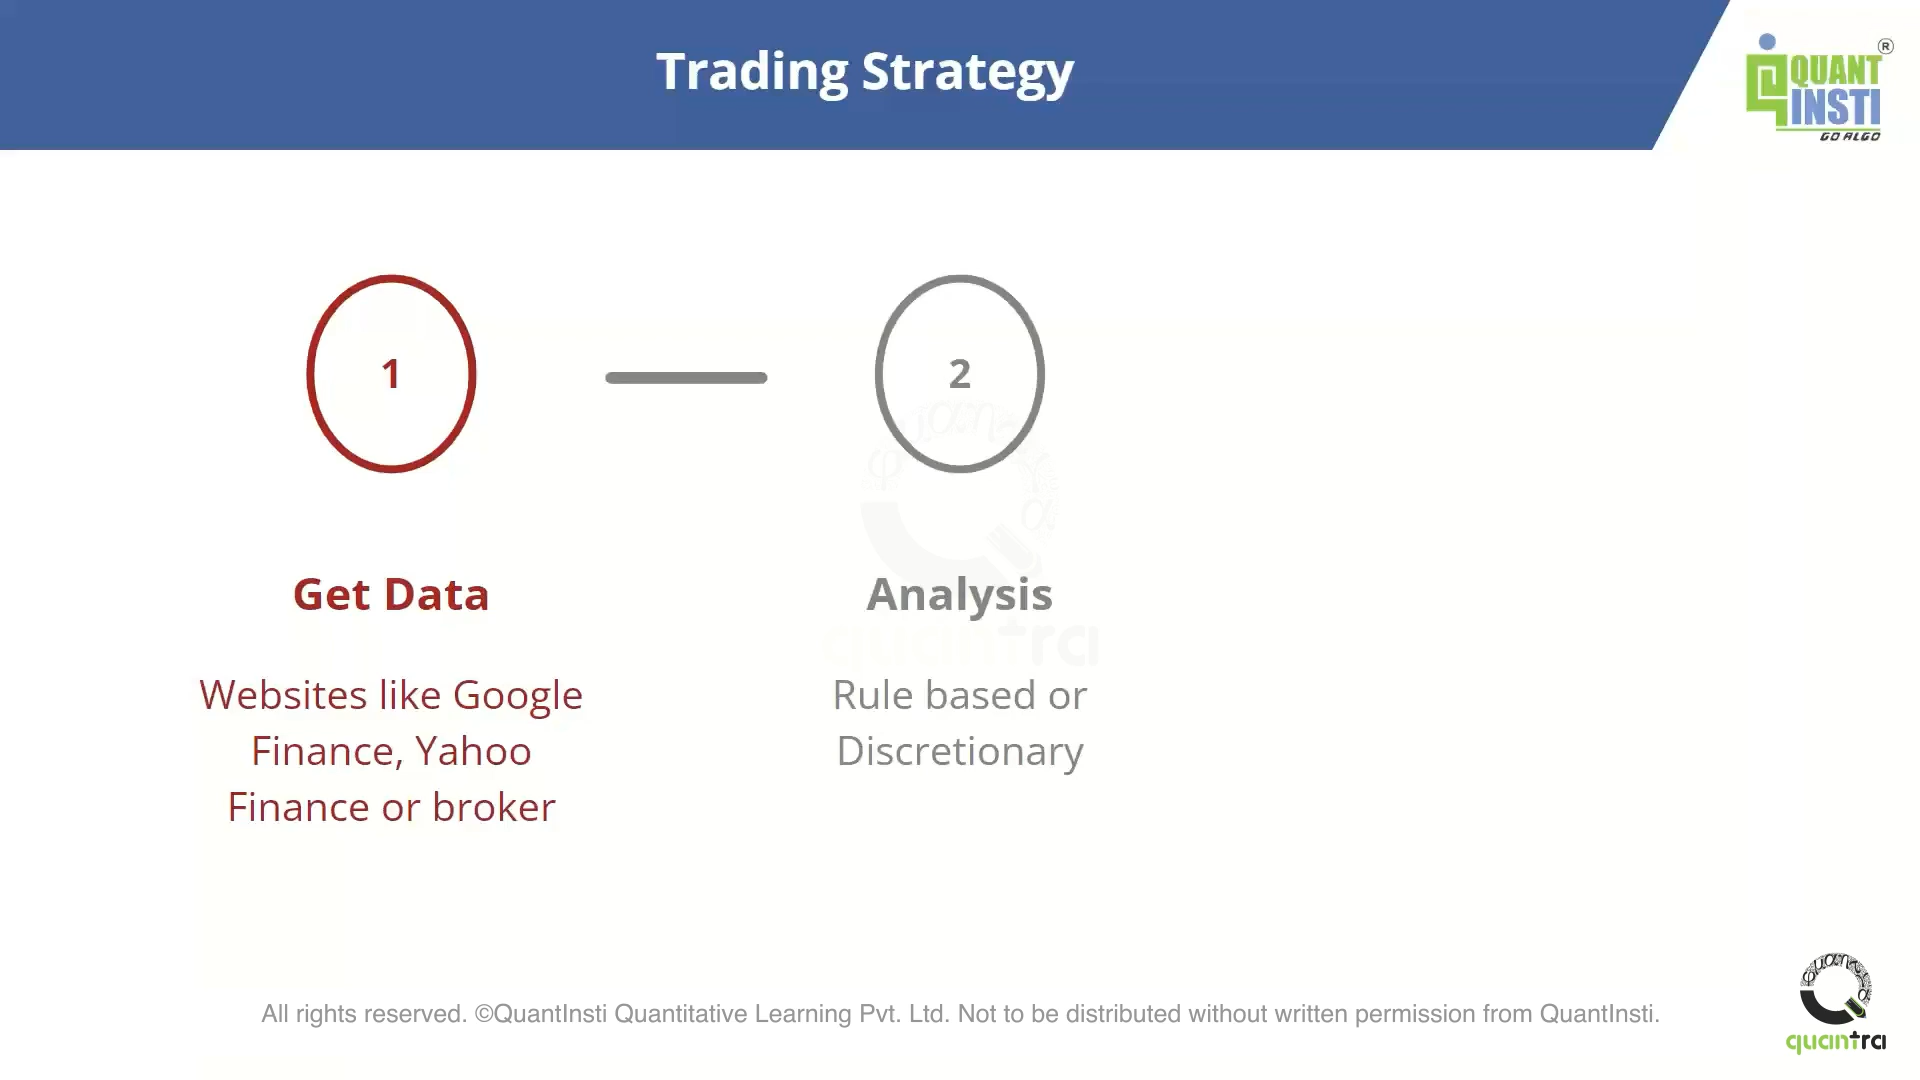 Trading Strategy
QUANT
INSTI
GO ALGO
®
1
2
Get Data
Analysis
Websites like Google
Finance, Yahoo
Finance or broker
Rule based or
Discretionary
quantra
All rights reserved. ©QuantInsti Quantitative Learning Pvt. Ltd. Not to be distributed without written permission from QuantInsti.
quantra